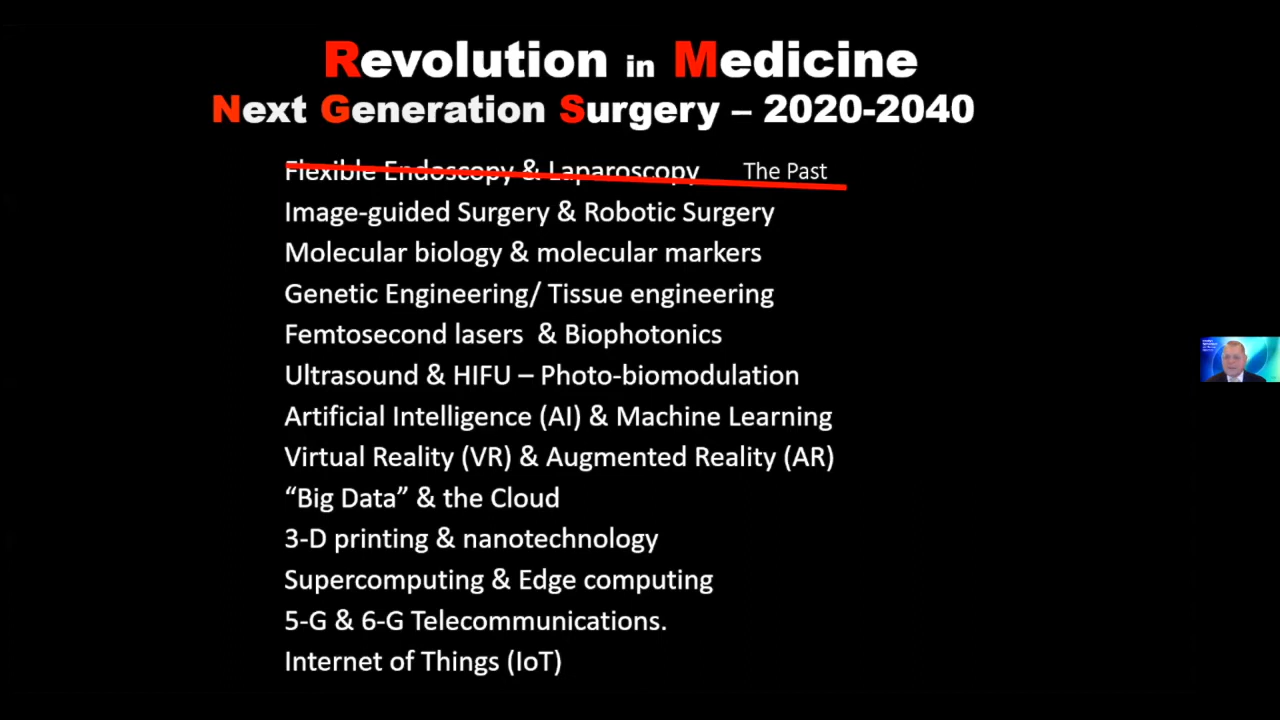 Revolution in Medicine
Next Generation Surgery – 2020-2040
Flexible Endoscopy & Laparoscopy The Past
Image-guided Surgery & Robotic Surgery
Molecular biology & molecular markers
Genetic Engineering/ Tissue engineering
Femtosecond lasers & Biophotonics
Ultrasound & HIFU – Photo-biomodulation
Artificial Intelligence (AI) & Machine Learning
Virtual Reality (VR) & Augmented Reality (AR)
“Big Data” & the Cloud
3-D printing & nanotechnology
Supercomputing & Edge computing
5-G & 6-G Telecommunications.
Internet of Things (IoT)